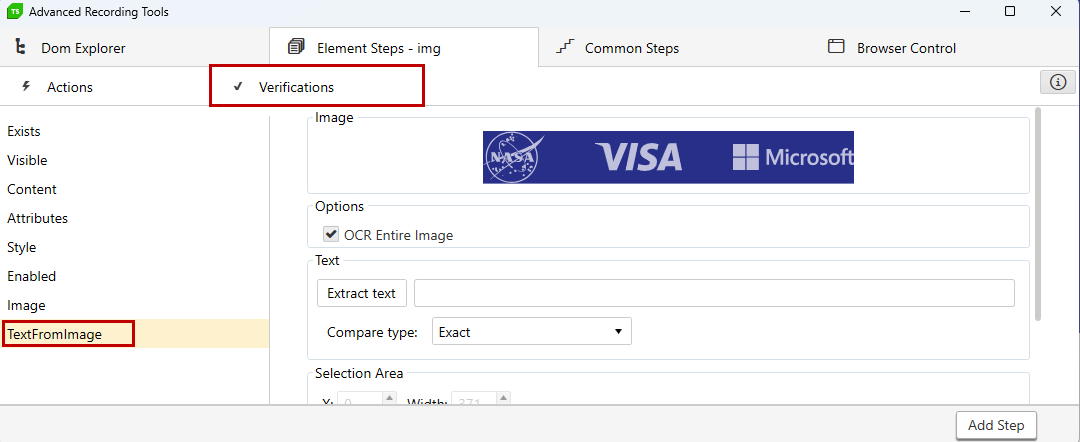 TS Advanced Recording Tools
Dom Explorer Element Steps - img Common Steps Browser Control
Actions Verifications
Exists
Visible
Content
Attributes
Style
Enabled
Image
TextFromImage
Image
NASA VISA Microsoft
Options
OCR Entire Image
Text
Extract text
Compare type: Exact
Selection Area
X: 0 Width: 371
Add Step